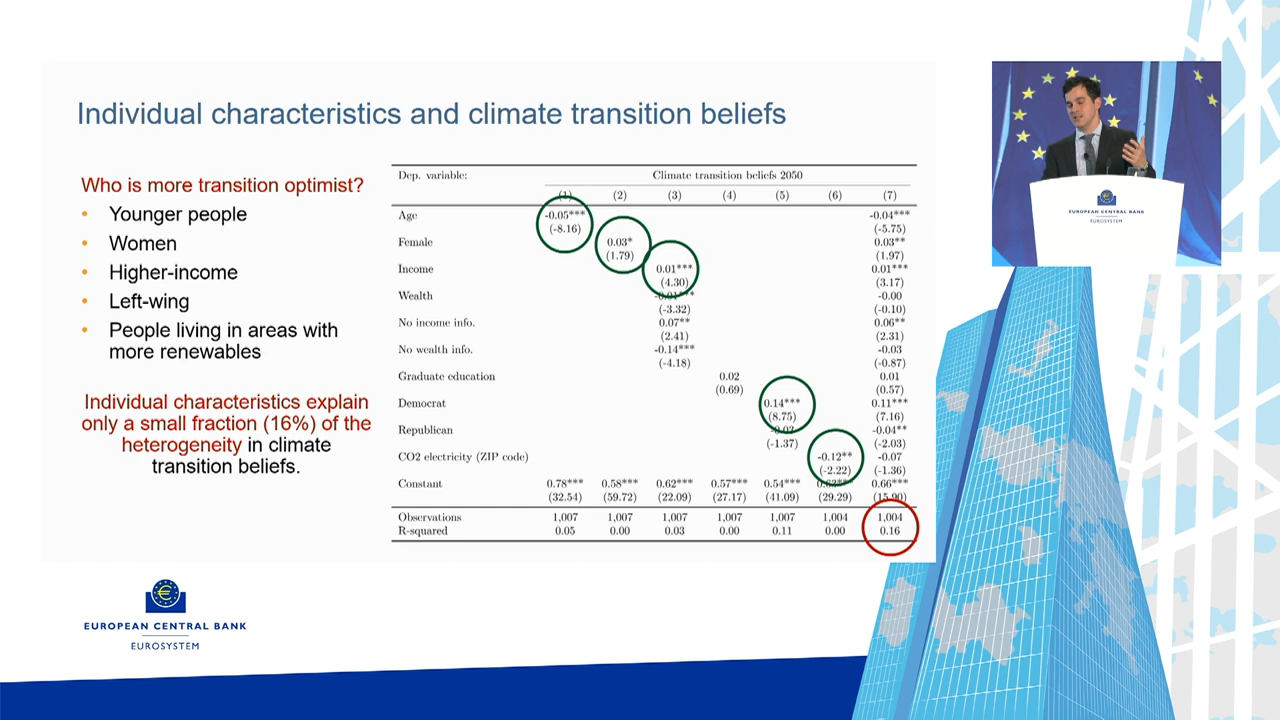 Individual characteristics and climate transition beliefs
Who is more transition optimist?
• Younger people
• Women
• Higher-income
• Left-wing
• People living in areas with
more renewables
Individual characteristics explain
only a small fraction (16%) of the
heterogeneity in climate
transition beliefs.
Dep. variable: Climate transition beliefs 2050
(1) (2) (3) (4) (5) (6) (7)
Age -0.05*** -0.04***
(-8.16) (-5.75)
Female 0.03* 0.03**
(1.79) (1.97)
Income 0.01*** 0.01***
(4.30) (3.17)
Wealth -0.01*** -0.00
(-3.32) (-0.10)
No income info. 0.07** 0.06**
(2.41) (2.31)
No wealth info. -0.14*** -0.03
(-4.18) (-0.87)
Graduate education 0.02 0.01
(0.69) (0.57)
Democrat 0.14*** 0.11***
(8.75) (7.16)
Republican -0.03 -0.04**
(-1.37) (-2.03)
CO2 electricity (ZIP code) -0.12** -0.07
(-2.22) (-1.36)
Constant 0.78*** 0.58*** 0.62*** 0.57*** 0.54*** 0.63*** 0.66***
(32.54) (59.72) (22.09) (27.17) (41.09) (29.29) (15.90)
Observations 1,007 1,007 1,007 1,007 1,007 1,004 1,004
R-squared 0.05 0.00 0.03 0.00 0.11 0.00 0.16
EUROPEAN CENTRAL BANK
EUROSYSTEM
EUROPEAN CENTRAL BANK
EUROSYSTEM